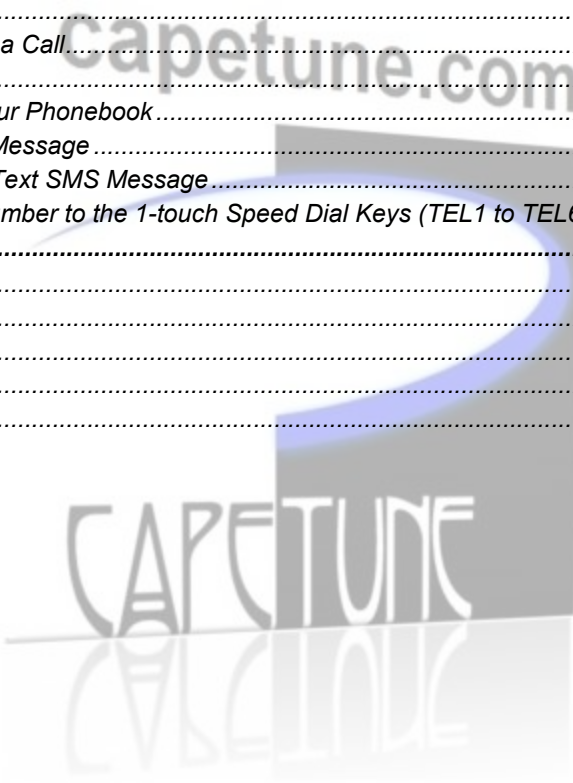 ................................................................
capetune.com
a Call................................................................
................................................................
ur Phonebook................................................................
Message................................................................
Text SMS Message................................................................
mber to the 1-touch Speed Dial Keys (TEL1 to TEL6
................................................................
................................................................
................................................................
................................................................
................................................................
................................................................
CAPETUNE